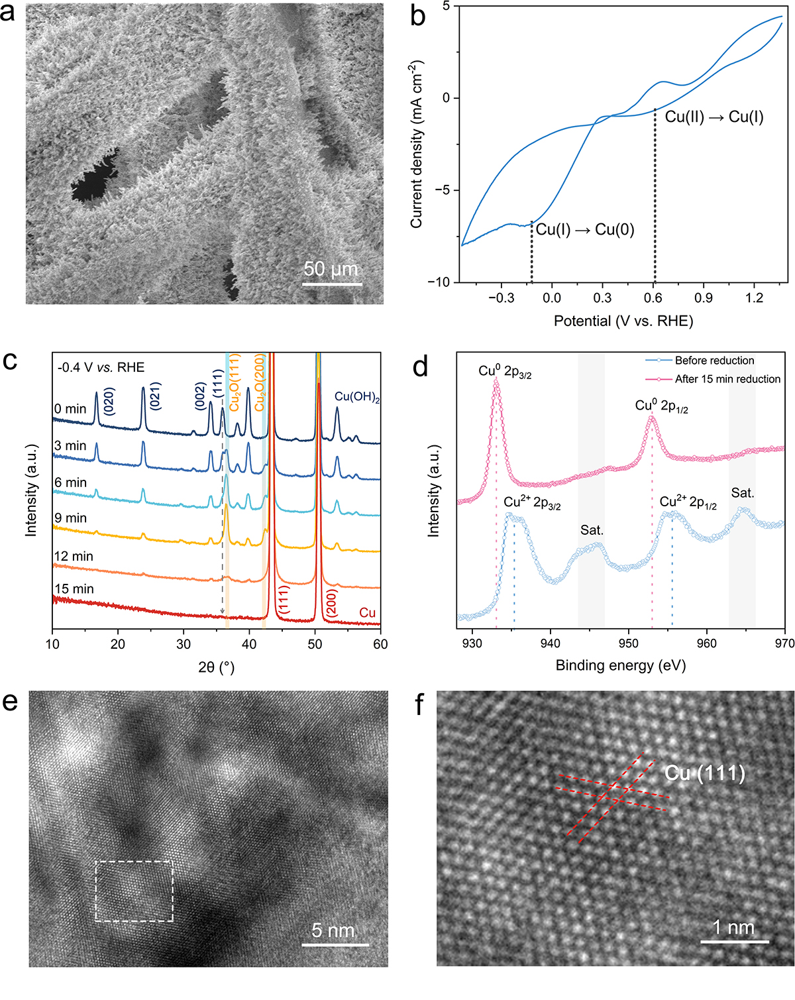 a
50 μm
b
Current density (mA cm⁻²)
5
0
−5
−10
Cu(II) → Cu(I)
Cu(I) → Cu(0)
−0.3 0.0 0.3 0.6 0.9 1.2
Potential (V vs. RHE)
c
Intensity (a.u.)
-0.4 V vs. RHE
(020)
(021)
(002)
(111)
Cu₂O(111)
Cu₂O(200)
Cu(OH)₂
0 min
3 min
6 min
9 min
12 min
15 min
(111)
(200)
Cu
10 20 30 40 50 60
2θ (°)
d
Intensity (a.u.)
Before reduction
After 15 min reduction
Cu⁰ 2p₃/₂
Cu⁰ 2p₁/₂
Cu²⁺ 2p₃/₂
Sat.
Cu²⁺ 2p₁/₂
Sat.
930 940 950 960 970
Binding energy (eV)
e
5 nm
f
Cu (111)
1 nm